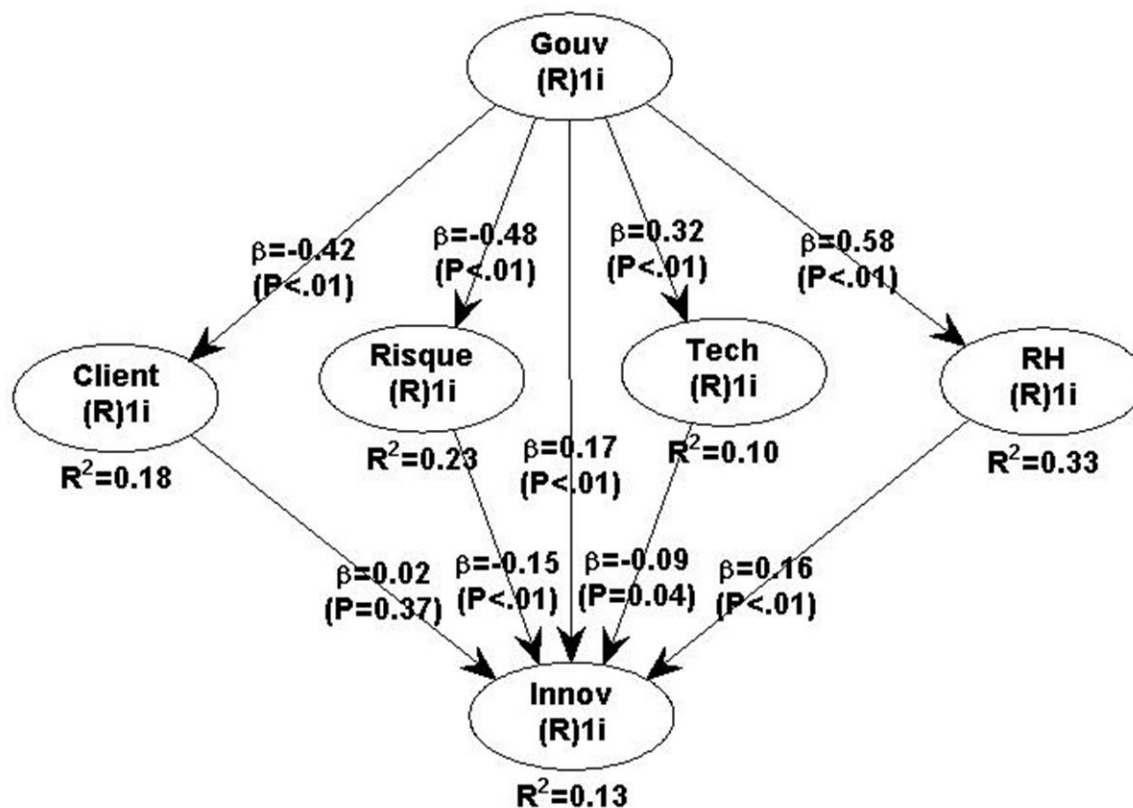 Gouv
(R)1i
β=-0.42
(P<.01)
β=-0.48
(P<.01)
β=0.32
(P<.01)
β=0.58
(P<.01)
Client
(R)1i
R²=0.18
Risque
(R)1i
R²=0.23
Tech
(R)1i
R²=0.10
RH
(R)1i
R²=0.33
β=0.17
(P<.01)
β=0.02
(P=0.37)
β=-0.15
(P<.01)
β=-0.09
(P=0.04)
β=0.16
(P<.01)
Innov
(R)1i
R²=0.13